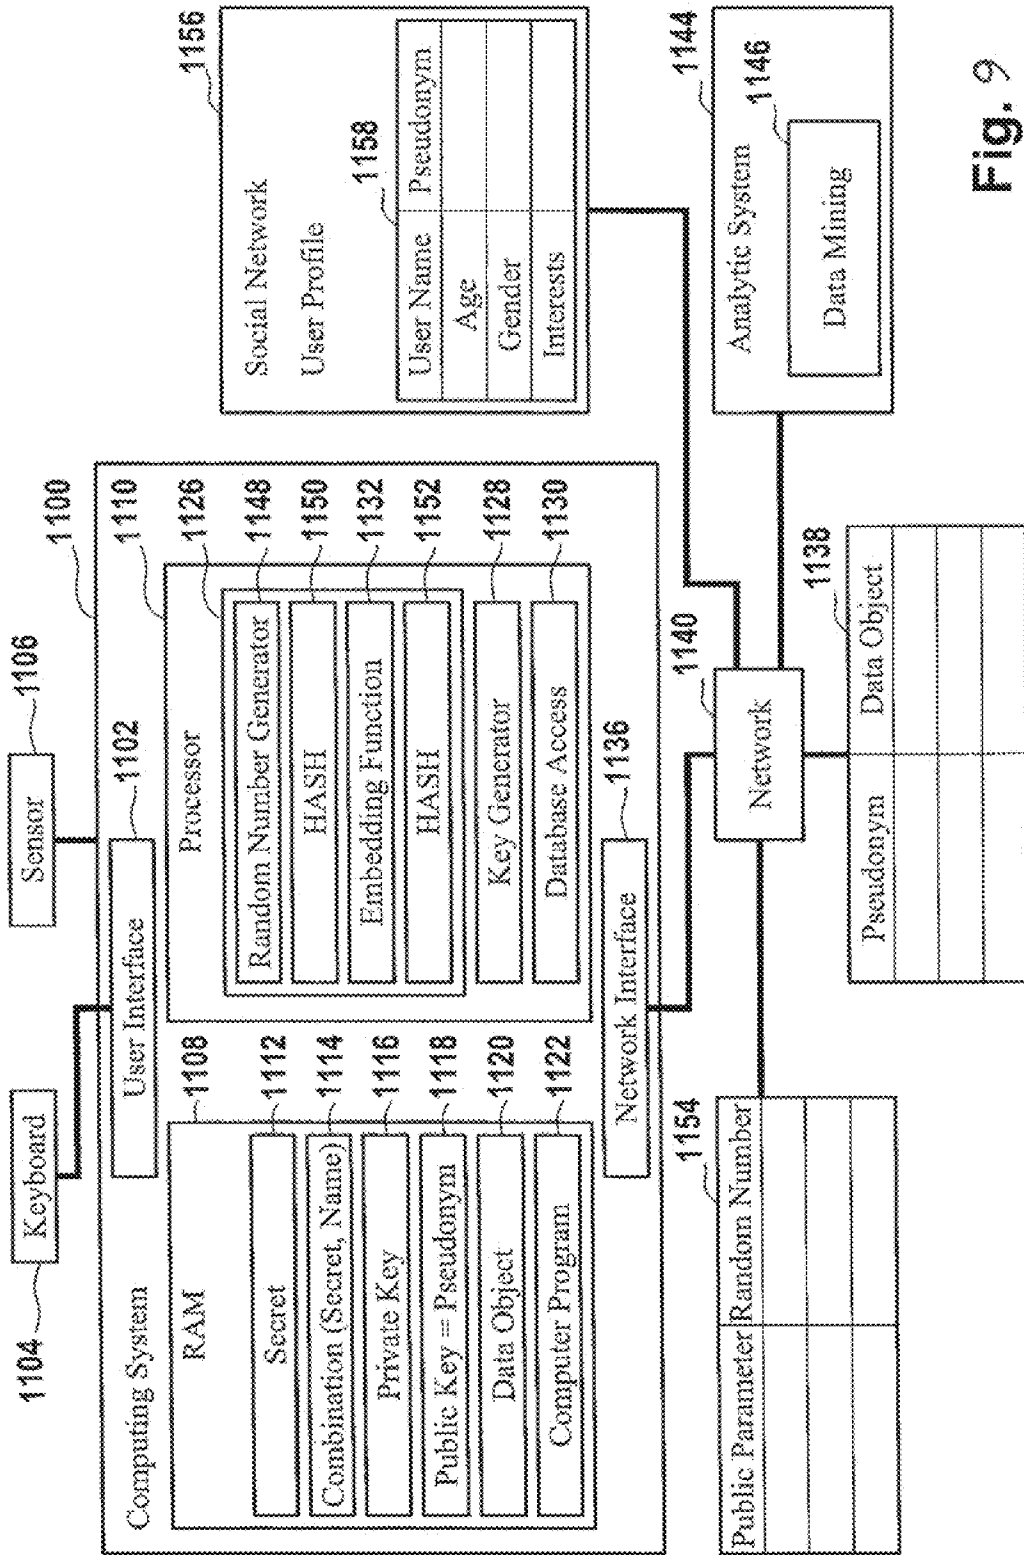 1104
Keyboard
Sensor
1106
Computing System
User Interface
1102
1100
RAM
1108
Secret
1112
Combination (Secret, Name)
1114
Private Key
1116
Public Key = Pseudonym
1118
Data Object
1120
Computer Program
1122
Processor
1110
1126
Random Number Generator
1148
HASH
1150
Embedding Function
1132
HASH
1152
Key Generator
1128
Database Access
1130
Network Interface
1136
Social Network
1156
User Profile
1158
User Name Pseudonym
Age
Gender
Interests
Public Parameter Random Number
1154
Network
1140
Pseudonym Data Object
1138
Analytic System
1144
Data Mining
1146
Fig. 9